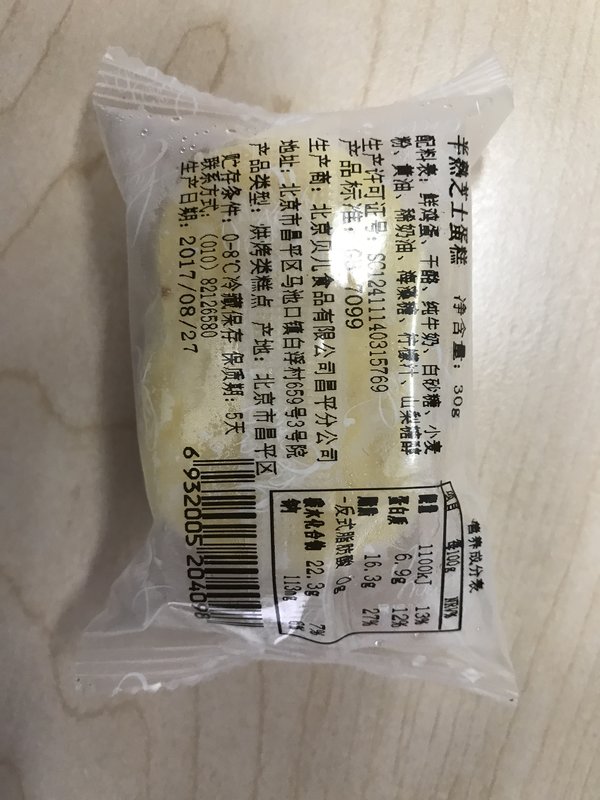 半熟芝士蛋糕 净含量：30g
配料表：鲜鸡蛋、干酪、纯牛奶、白砂糖、小麦
粉、黄油、稀奶油、海藻糖、柠檬汁、山梨糖醇
生产许可证号：SC12411140315769
产品标准： 7099
生产商：北京贝儿食品有限公司昌平分公司
地址：北京市昌平区马池口镇白浮村659号3号院
产品类型：烘烤类糕点 产地：北京市昌平区
贮存条件：0-8℃冷藏保存 保质期：5天
联系方式：(010) 82126580
生产日期：2017/08/27
营养成分表
项目 每100g NRV%
能量 1100kJ 13%
蛋白质 6.9g 12%
脂肪 16.3g 27%
-反式脂肪酸 0g
碳水化合物 22.3g 7%
钠 113mg 6%
6 932005 204098